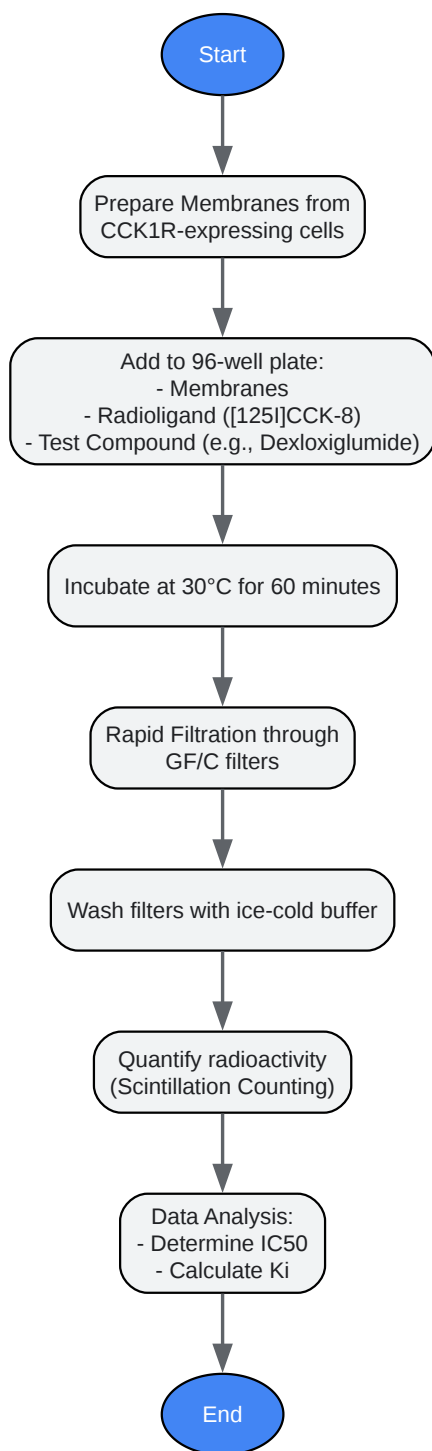 Start
Prepare Membranes from
CCK1R-expressing cells
Add to 96-well plate:
- Membranes
- Radioligand ([125I]CCK-8)
- Test Compound (e.g., Dexloxiglumide)
Incubate at 30°C for 60 minutes
Rapid Filtration through
GF/C filters
Wash filters with ice-cold buffer
Quantify radioactivity
(Scintillation Counting)
Data Analysis:
- Determine IC50
- Calculate Ki
End